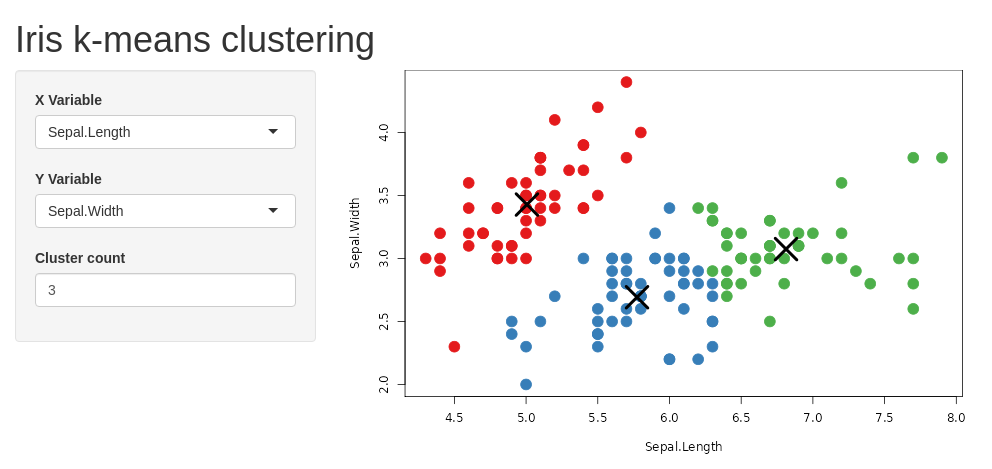 Iris k-means clustering
X Variable
Sepal.Length
Y Variable
Sepal.Width
Cluster count
3
Sepal.Width
4.0
3.5
3.0
2.5
2.0
4.5 5.0 5.5 6.0 6.5 7.0 7.5 8.0
Sepal.Length